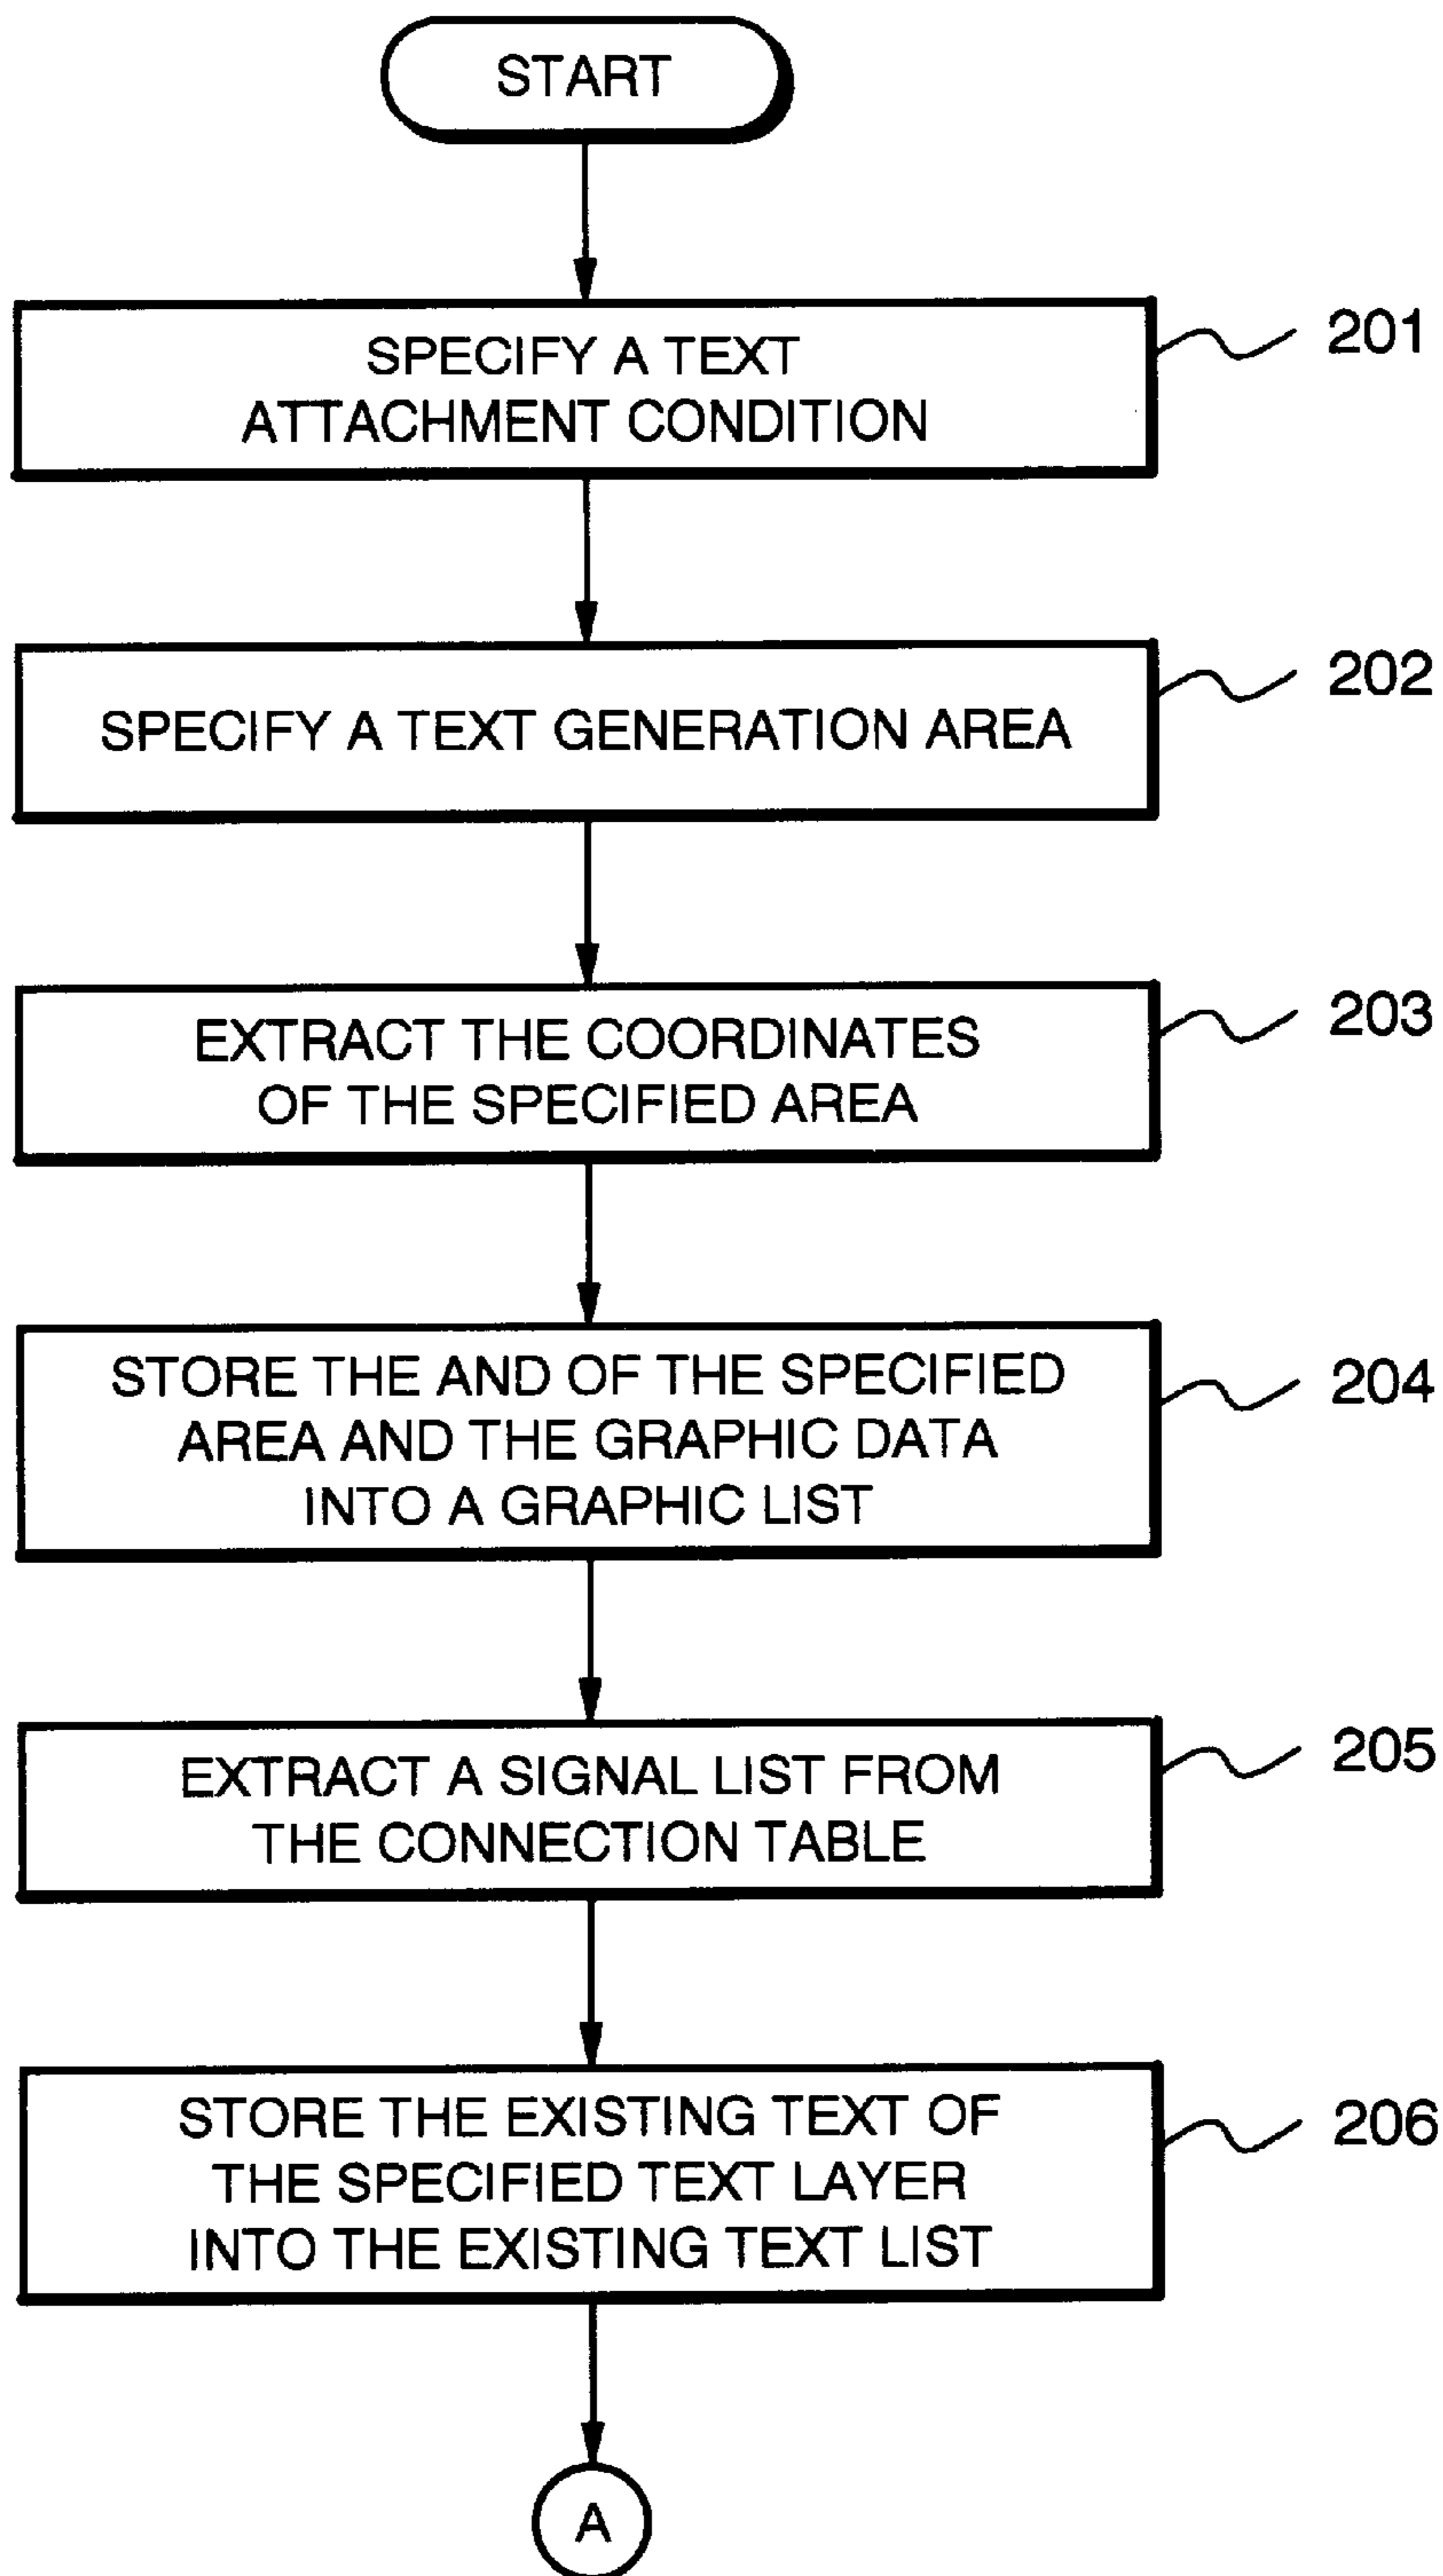 START
SPECIFY A TEXT
ATTACHMENT CONDITION
201
SPECIFY A TEXT GENERATION AREA
202
EXTRACT THE COORDINATES
OF THE SPECIFIED AREA
203
STORE THE AND OF THE SPECIFIED
AREA AND THE GRAPHIC DATA
INTO A GRAPHIC LIST
204
EXTRACT A SIGNAL LIST FROM
THE CONNECTION TABLE
205
STORE THE EXISTING TEXT OF
THE SPECIFIED TEXT LAYER
INTO THE EXISTING TEXT LIST
206
A